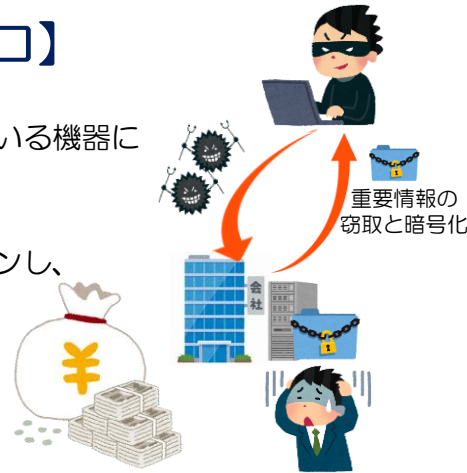 コ】
いる機器に
重要情報の
窃取と暗号化
ンし、
会社
¥